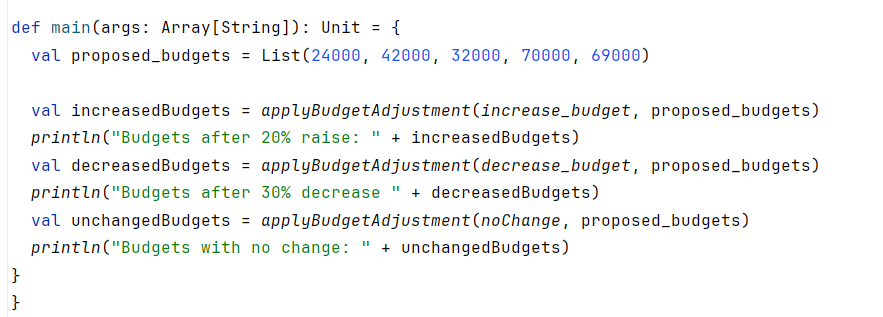 def main(args: Array[String]): Unit = {
  val proposed_budgets = List(24000, 42000, 32000, 70000, 69000)

  val increasedBudgets = applyBudgetAdjustment(increase_budget, proposed_budgets)
  println("Budgets after 20% raise: " + increasedBudgets)
  val decreasedBudgets = applyBudgetAdjustment(decrease_budget, proposed_budgets)
  println("Budgets after 30% decrease " + decreasedBudgets)
  val unchangedBudgets = applyBudgetAdjustment(noChange, proposed_budgets)
  println("Budgets with no change: " + unchangedBudgets)
}
}